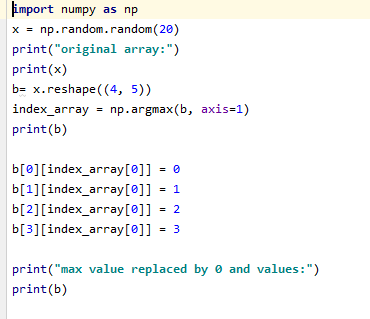 import numpy as np
x = np.random.random(20)
print("original array:")
print(x)
b= x.reshape((4, 5))
index_array = np.argmax(b, axis=1)
print(b)

b[0][index_array[0]] = 0
b[1][index_array[0]] = 1
b[2][index_array[0]] = 2
b[3][index_array[0]] = 3

print("max value replaced by 0 and values:")
print(b)